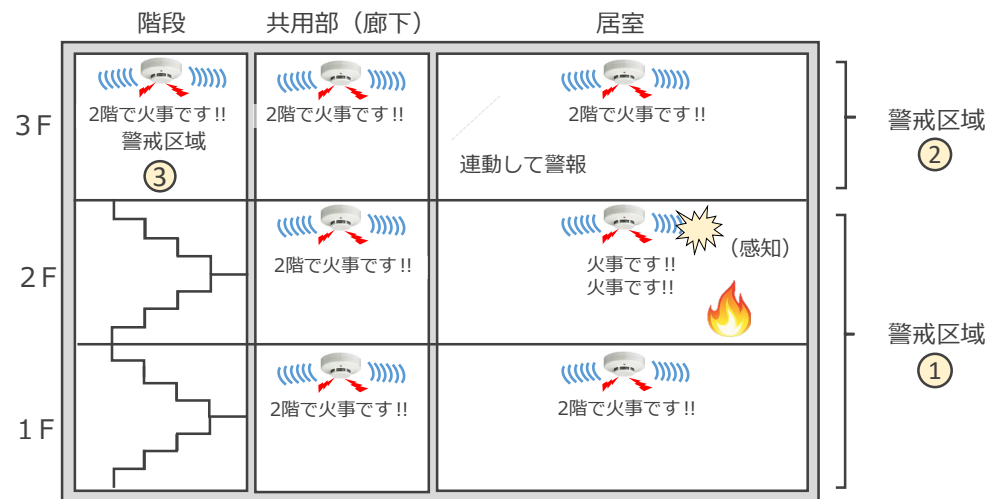 階段
共用部（廊下）
居室
3F
2階で火事です!!
警戒区域
③
2階で火事です!!
2階で火事です!!
連動して警報
警戒区域
②
2F
2階で火事です!!
火事です!!
火事です!!
（感知）
警戒区域
①
1F
2階で火事です!!
2階で火事です!!